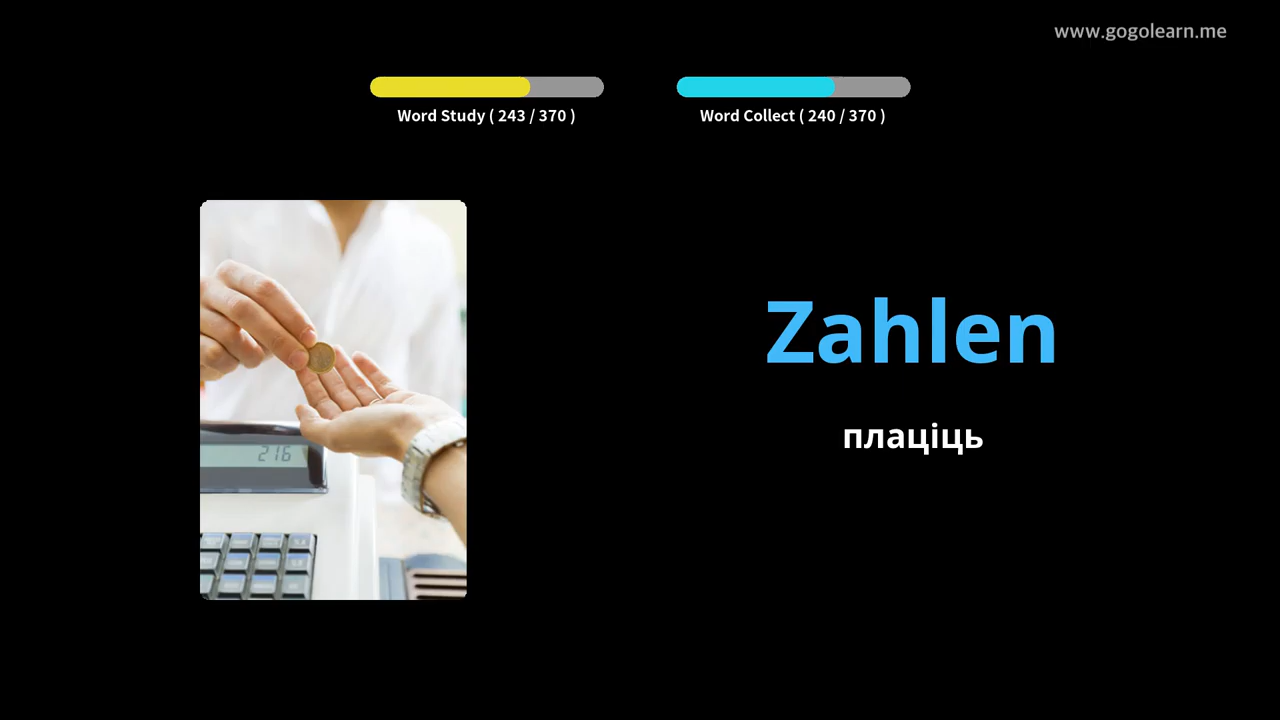 www.gogolearn.me
Word Study ( 243 / 370 )
Word Collect ( 240 / 370 )
Zahlen
плаціць
216